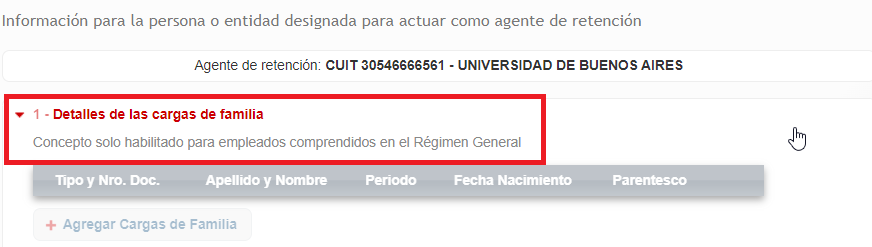 Información para la persona o entidad designada para actuar como agente de retención
Agente de retención: CUIT 30546666561 - UNIVERSIDAD DE BUENOS AIRES
1 - Detalles de las cargas de familia
Concepto solo habilitado para empleados comprendidos en el Régimen General
Tipo y Nro. Doc. Apellido y Nombre Periodo Fecha Nacimiento Parentesco
+ Agregar Cargas de Familia